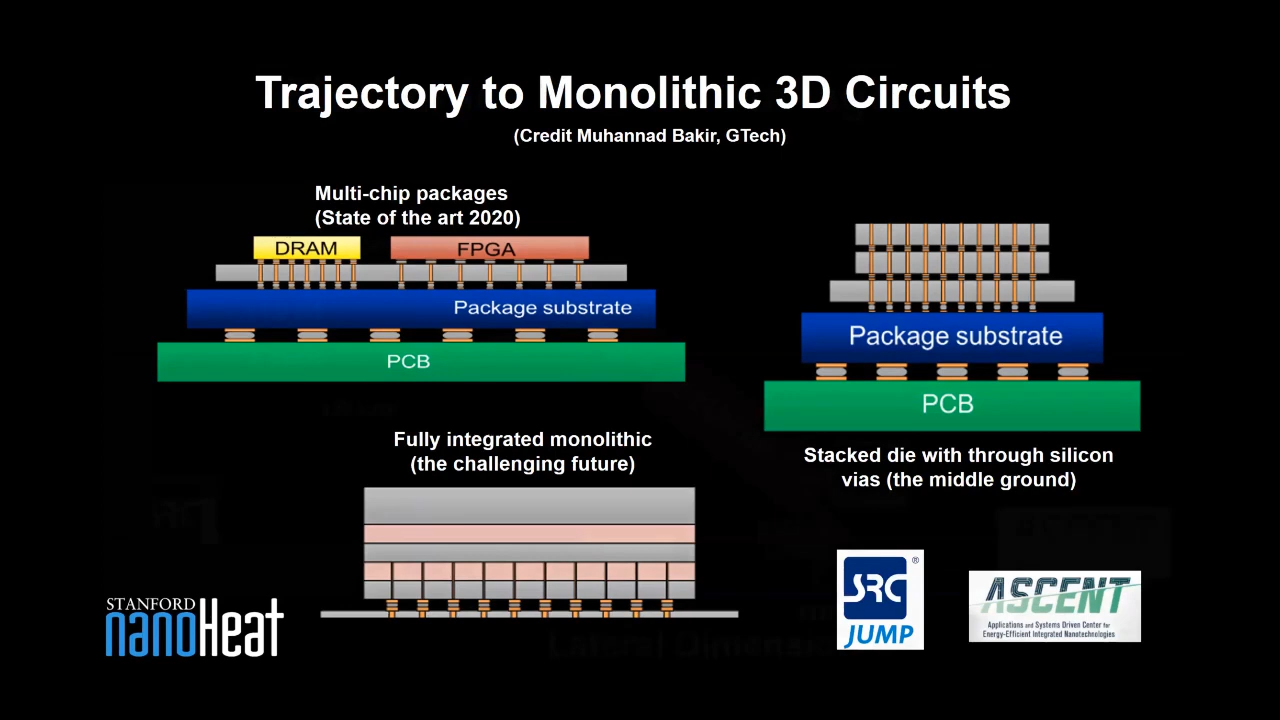 Trajectory to Monolithic 3D Circuits
(Credit Muhannad Bakir, GTech)
Multi-chip packages
(State of the art 2020)
DRAM
FPGA
Package substrate
PCB
Package substrate
PCB
Stacked die with through silicon
vias (the middle ground)
Fully integrated monolithic
(the challenging future)
STANFORD
nanoHeat
SRC
®
JUMP
ASCENT
Applications and Systems Driven Center for
Energy-Efficient Integrated Nanotechnologies
Lateral Dimension